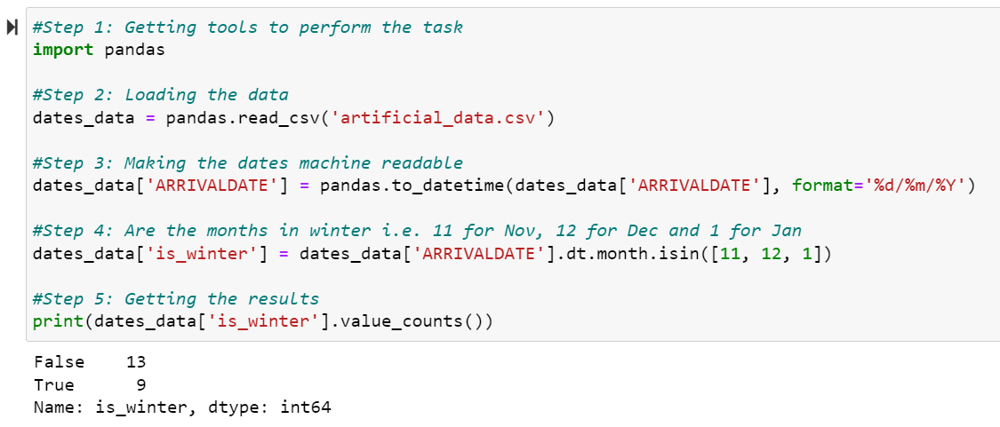 #Step 1: Getting tools to perform the task
import pandas
#Step 2: Loading the data
dates_data = pandas.read_csv('artificial_data.csv')
#Step 3: Making the dates machine readable
dates_data['ARRIVALDATE'] = pandas.to_datetime(dates_data['ARRIVALDATE'], format='%d/%m/%Y')
#Step 4: Are the months in winter i.e. 11 for Nov, 12 for Dec and 1 for Jan
dates_data['is_winter'] = dates_data['ARRIVALDATE'].dt.month.isin([11, 12, 1])
#Step 5: Getting the results
print(dates_data['is_winter'].value_counts())
False    13
True      9
Name: is_winter, dtype: int64